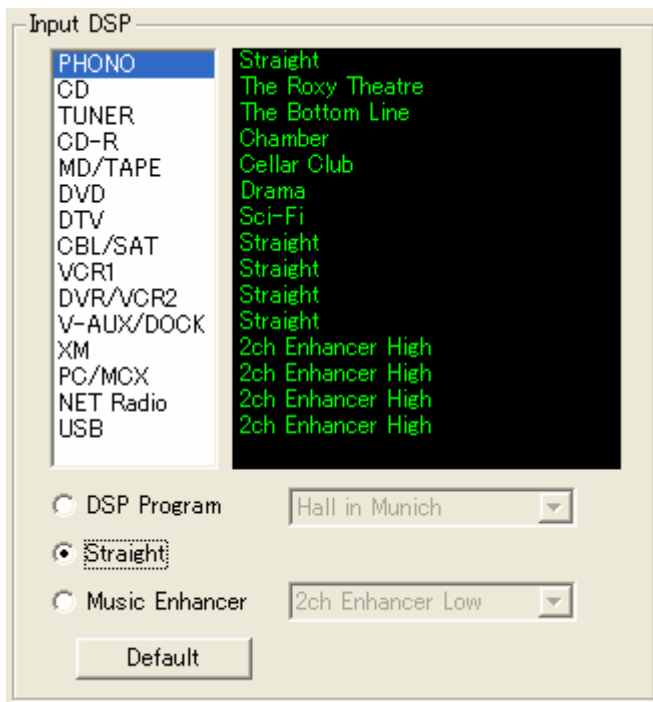 Input DSP
PHONO Straight
CD The Roxy Theatre
TUNER The Bottom Line
CD-R Chamber
MD/TAPE Cellar Club
DVD Drama
DTV Sci-Fi
CBL/SAT Straight
VCR1 Straight
DVR/VCR2 Straight
V-AUX/DOCK Straight
XM 2ch Enhancer High
PC/MCX 2ch Enhancer High
NET Radio 2ch Enhancer High
USB 2ch Enhancer High
DSP Program Hall in Munich
Straight
Music Enhancer 2ch Enhancer Low
Default